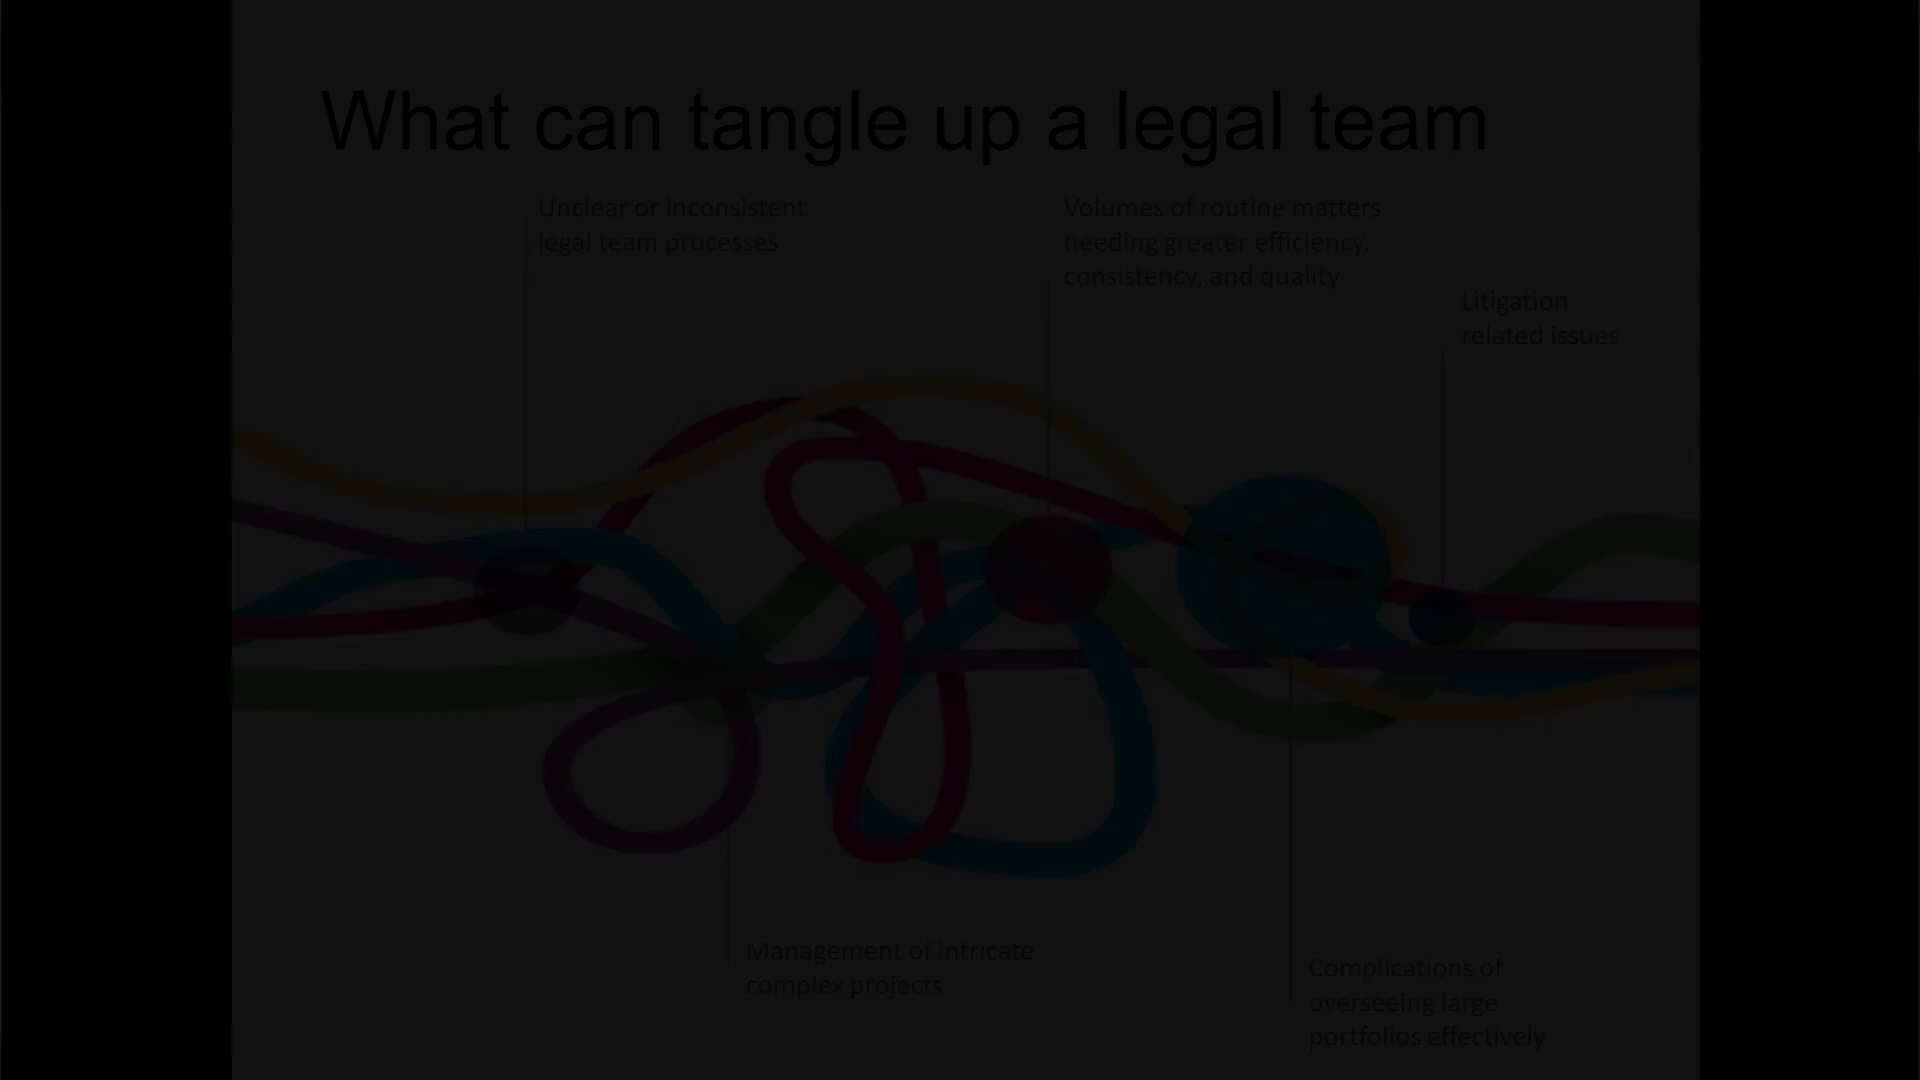 What can tangle up a legal team
Unclear or inconsistent
legal team processes
Volumes of routine matters
needing greater efficiency,
consistency, and quality
Litigation
related issues
Management of intricate
complex projects
Complications of
overseeing large
portfolios effectively